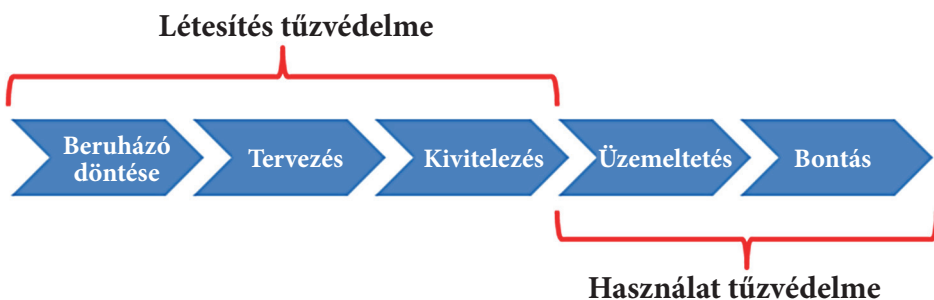 Létesítés tűzvédelme
Beruházó
döntése
Tervezés
Kivitelezés
Üzemeltetés
Bontás
Használat tűzvédelme